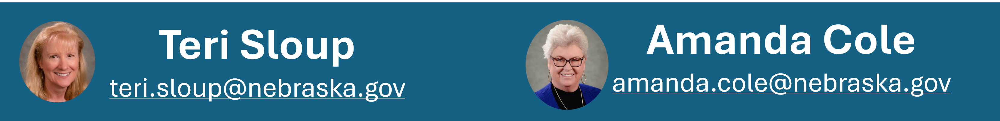 Teri Sloup
teri.sloup@nebraska.gov
Amanda Cole
amanda.cole@nebraska.gov